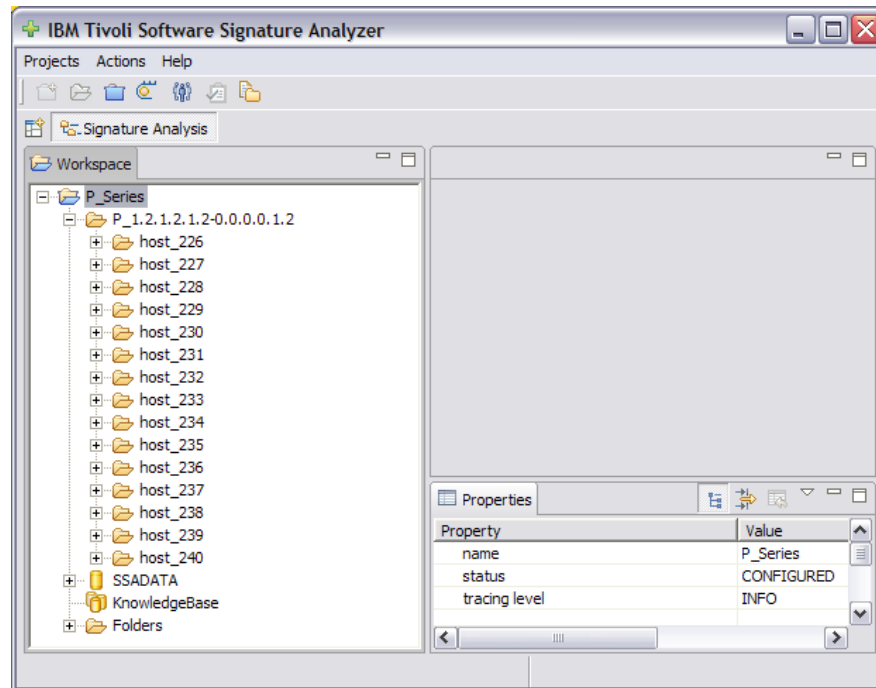 IBM Tivoli Software Signature Analyzer
Projects Actions Help
Signature Analysis
Workspace
P_Series
P_1.2.1.2.1.2-0.0.0.0.1.2
host_226
host_227
host_228
host_229
host_230
host_231
host_232
host_233
host_234
host_235
host_236
host_237
host_238
host_239
host_240
SSADATA
KnowledgeBase
Folders
Properties
Property Value
name P_Series
status CONFIGURED
tracing level INFO